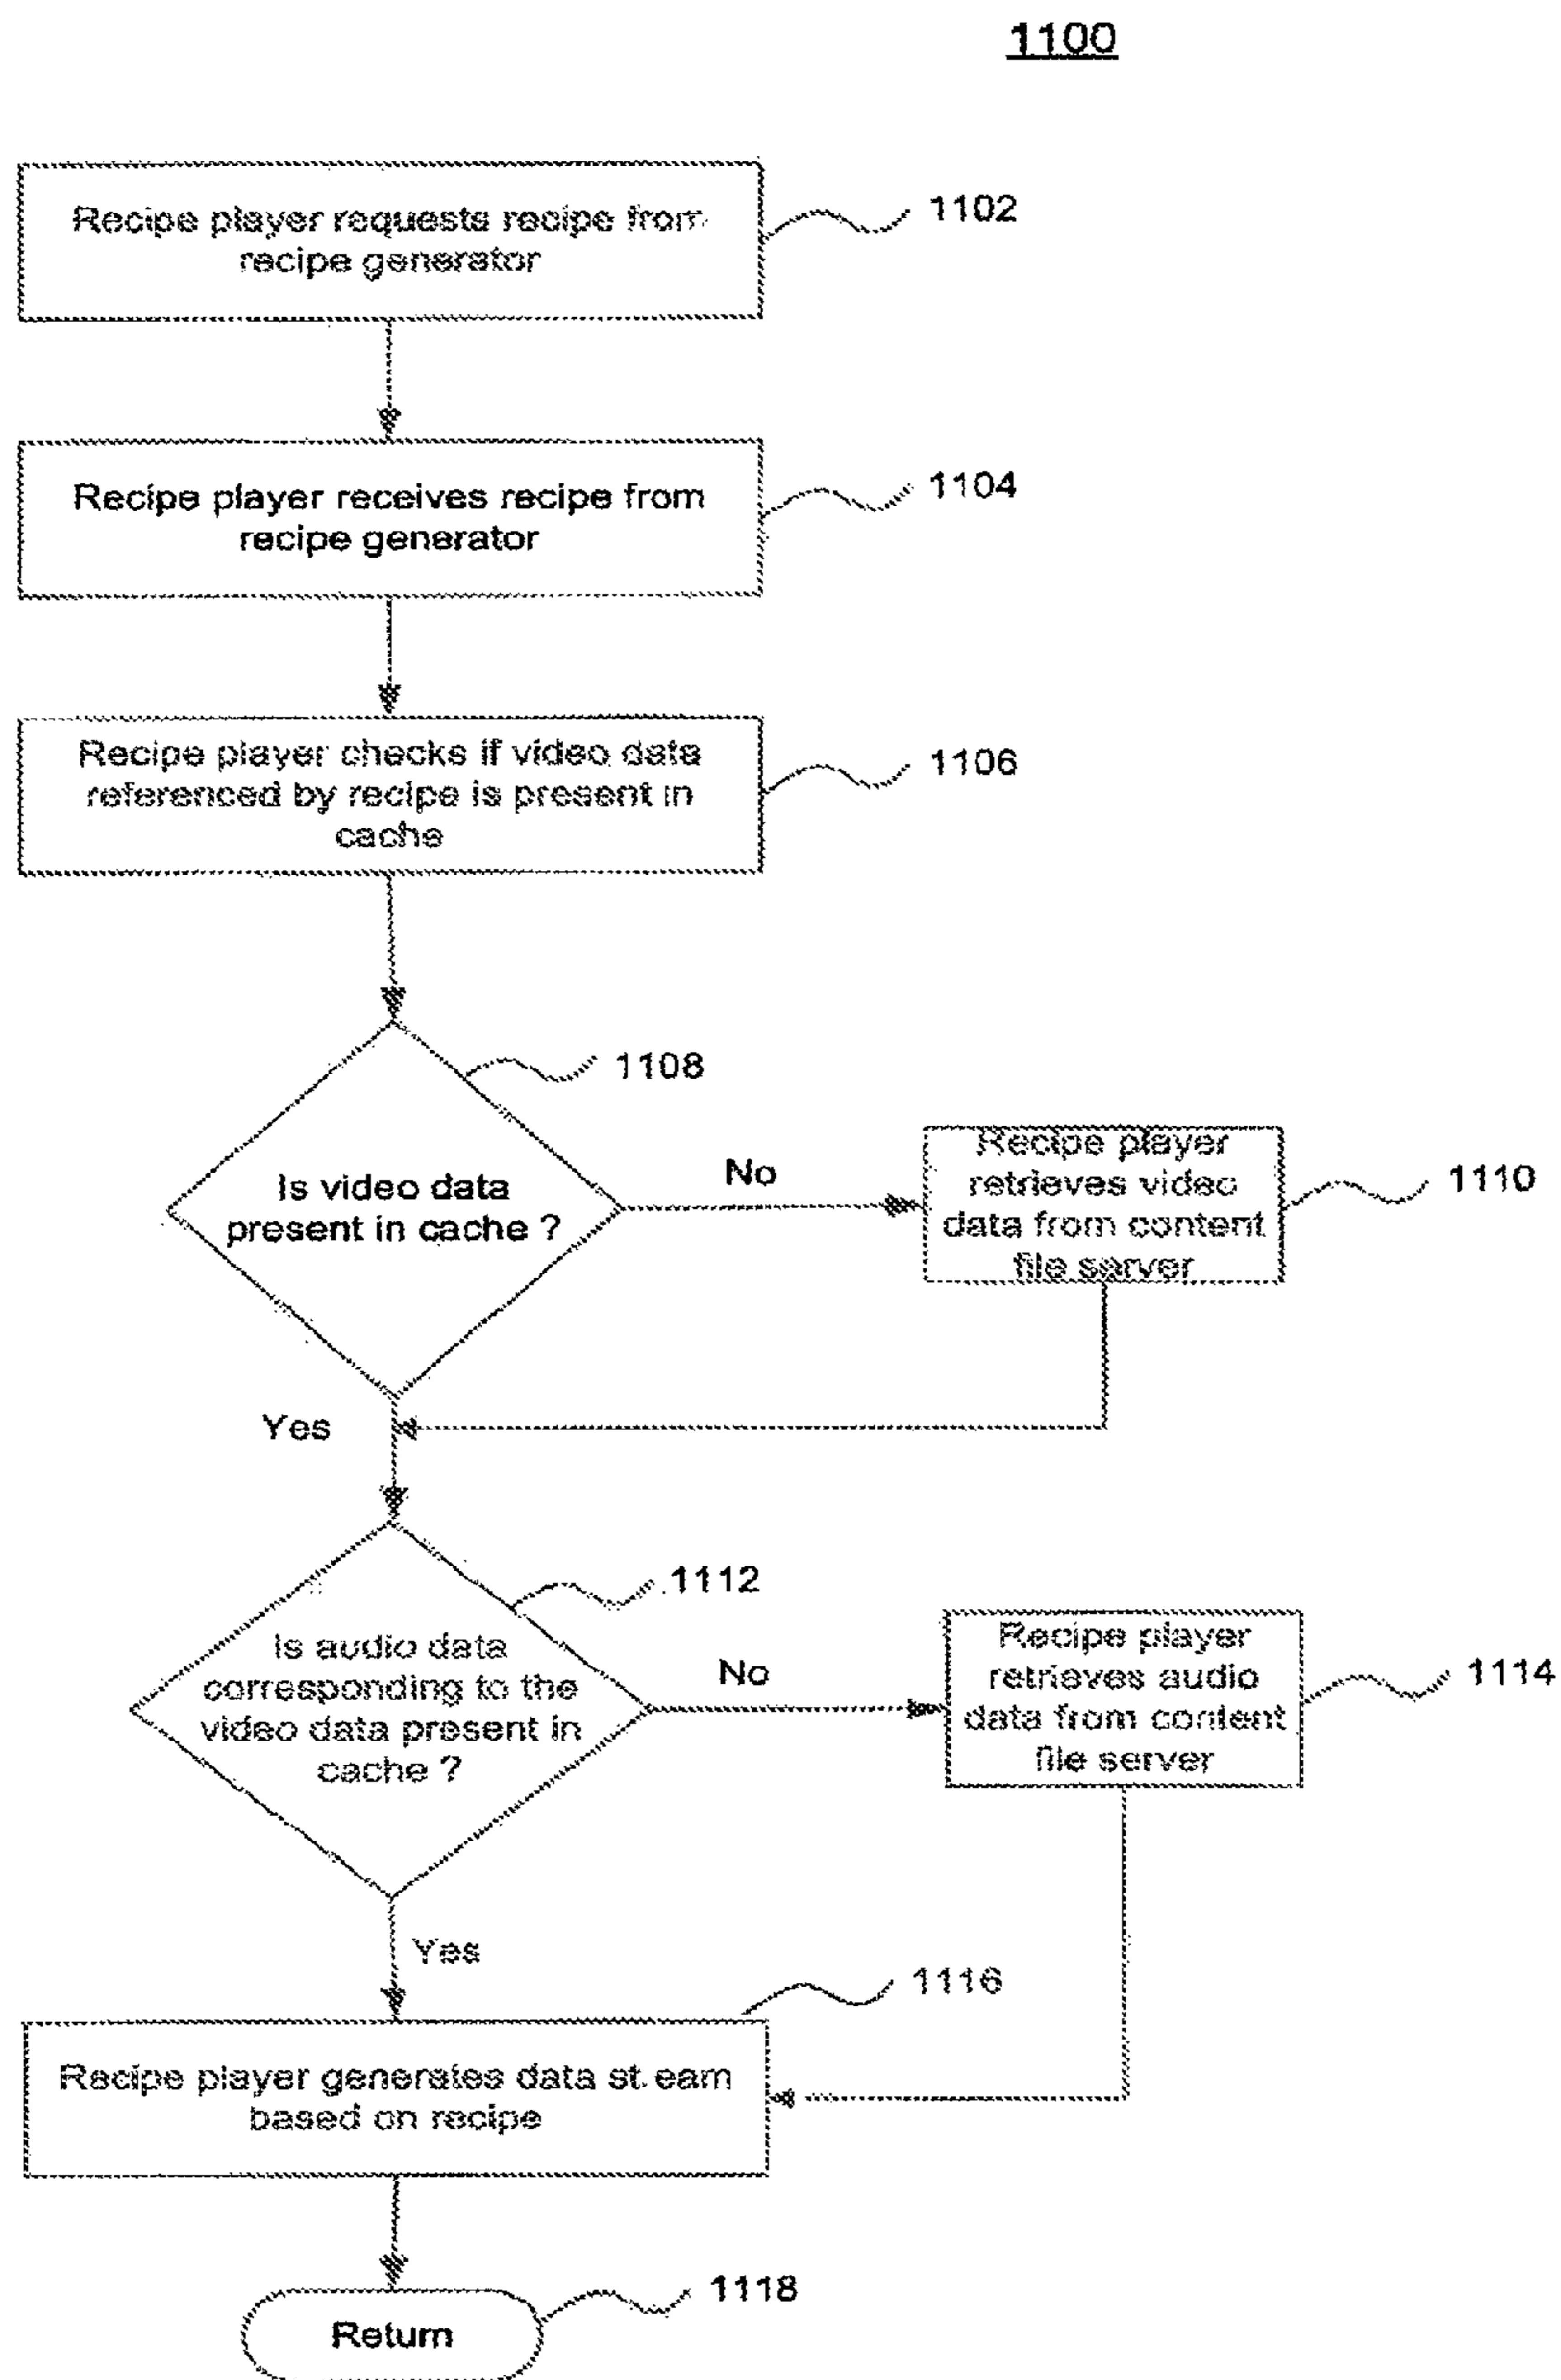 1100
Recipe player requests recipe from
recipe generator
1102
Recipe player receives recipe from
recipe generator
1104
Recipe player checks if video data
referenced by recipe is present in
cache
1106
1108
Is video data
present in cache ?
No
Recipe player
retrieves video
data from content
file server
1110
Yes
1112
Is audio data
corresponding to the
video data present in
cache ?
No
Recipe player
retrieves audio
data from content
file server
1114
Yes
1116
Recipe player generates data st.eam
based on recipe
Return
1118